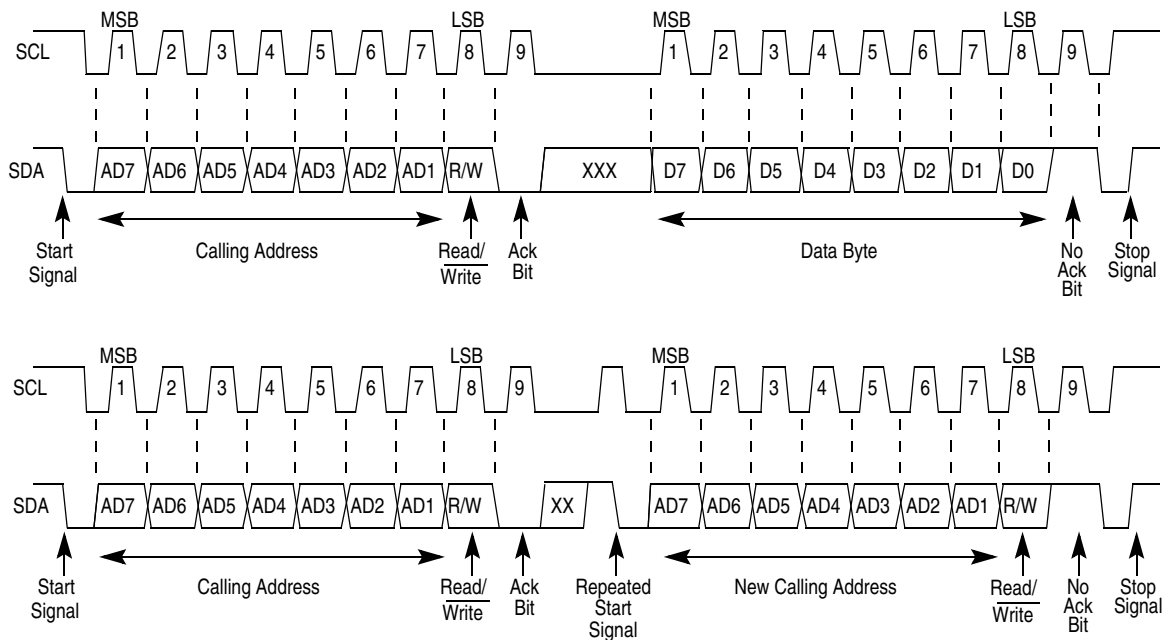 MSB LSB MSB LSB
SCL 1 2 3 4 5 6 7 8 9 1 2 3 4 5 6 7 8 9
SDA AD7 AD6 AD5 AD4 AD3 AD2 AD1 R/W XXX D7 D6 D5 D4 D3 D2 D1 D0
Start Signal
Calling Address
Read/
Write
Ack
Bit
Data Byte
No
Ack
Bit
Stop
Signal
MSB LSB MSB LSB
SCL 1 2 3 4 5 6 7 8 9 1 2 3 4 5 6 7 8 9
SDA AD7 AD6 AD5 AD4 AD3 AD2 AD1 R/W XX AD7 AD6 AD5 AD4 AD3 AD2 AD1 R/W
Start
Signal
Calling Address
Read/
Write
Ack
Bit
Repeated
Start
Signal
New Calling Address
Read/
Write
No
Ack
Bit
Stop
Signal